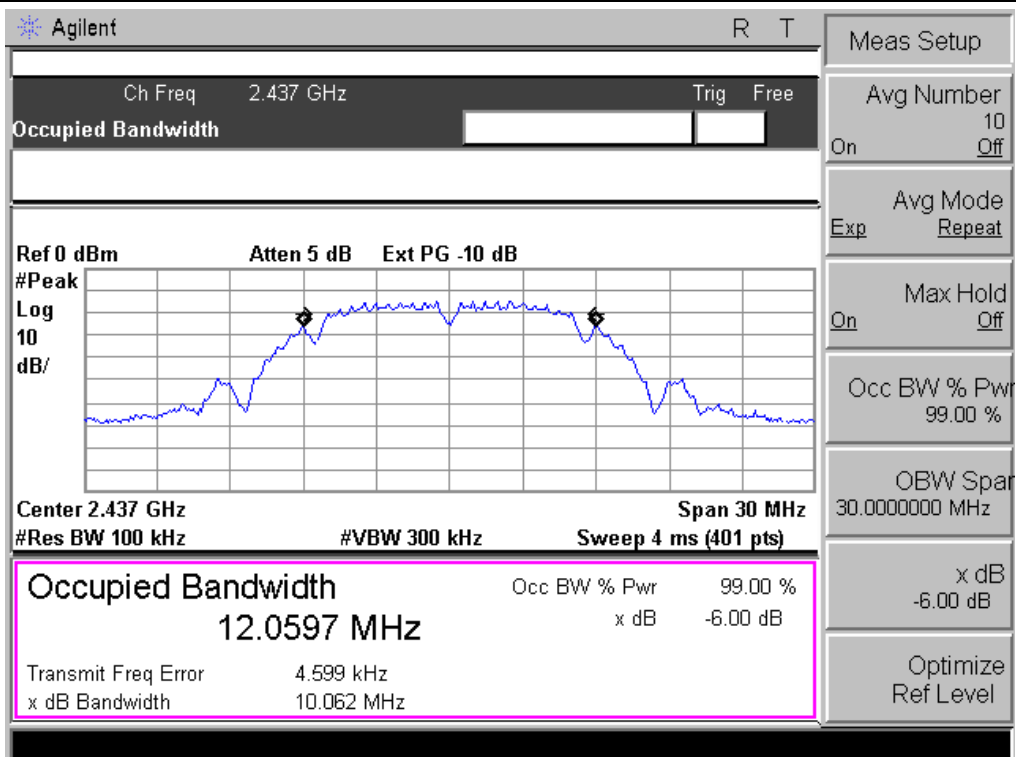 Agilent R T
Ch Freq 2.437 GHz Trig Free
Occupied Bandwidth
Ref 0 dBm Atten 5 dB Ext PG -10 dB
#Peak
Log
10
dB/
Center 2.437 GHz Span 30 MHz
#Res BW 100 kHz #VBW 300 kHz Sweep 4 ms (401 pts)
Occupied Bandwidth Occ BW % Pwr 99.00 %
12.0597 MHz x dB -6.00 dB
Transmit Freq Error 4.599 kHz
x dB Bandwidth 10.062 MHz
Meas Setup
Avg Number
10
On Off
Avg Mode
Exp Repeat
Max Hold
On Off
Occ BW % Pwr
99.00 %
OBW Span
30.0000000 MHz
x dB
-6.00 dB
Optimize
Ref Level